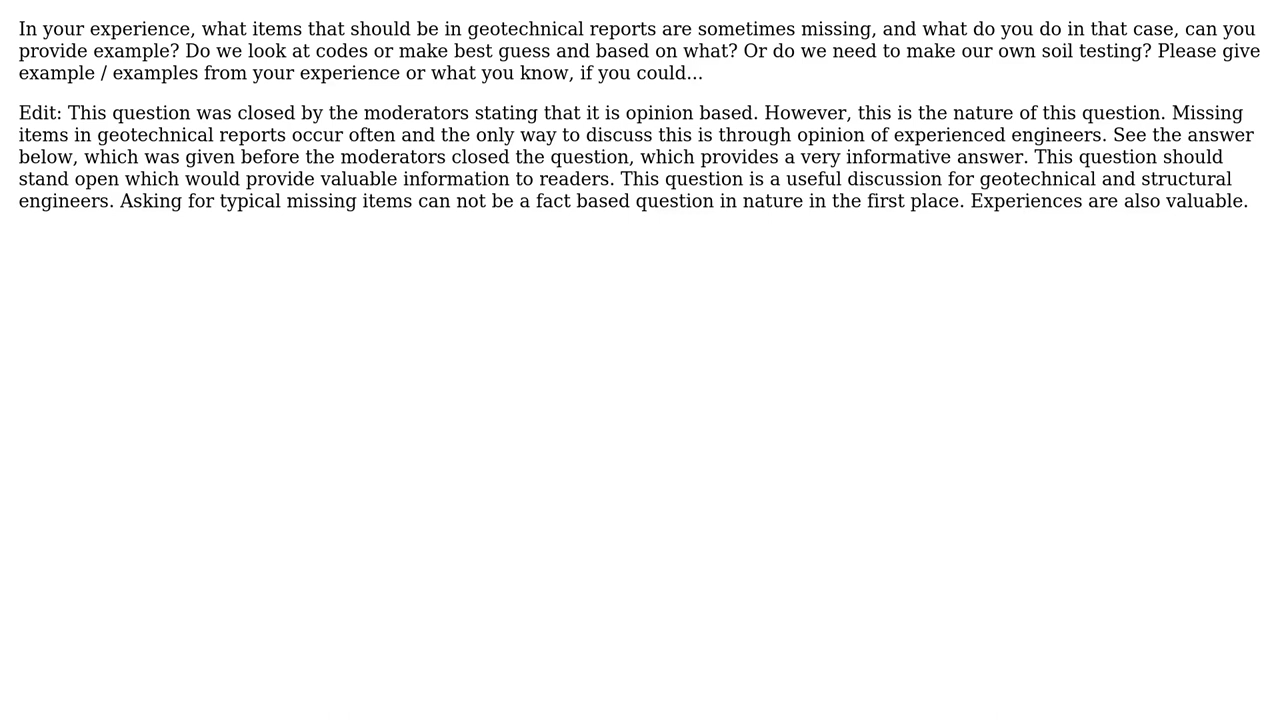 In your experience, what items that should be in geotechnical reports are sometimes missing, and what do you do in that case, can you
provide example? Do we look at codes or make best guess and based on what? Or do we need to make our own soil testing? Please give
example / examples from your experience or what you know, if you could...
Edit: This question was closed by the moderators stating that it is opinion based. However, this is the nature of this question. Missing
items in geotechnical reports occur often and the only way to discuss this is through opinion of experienced engineers. See the answer
below, which was given before the moderators closed the question, which provides a very informative answer. This question should
stand open which would provide valuable information to readers. This question is a useful discussion for geotechnical and structural
engineers. Asking for typical missing items can not be a fact based question in nature in the first place. Experiences are also valuable.